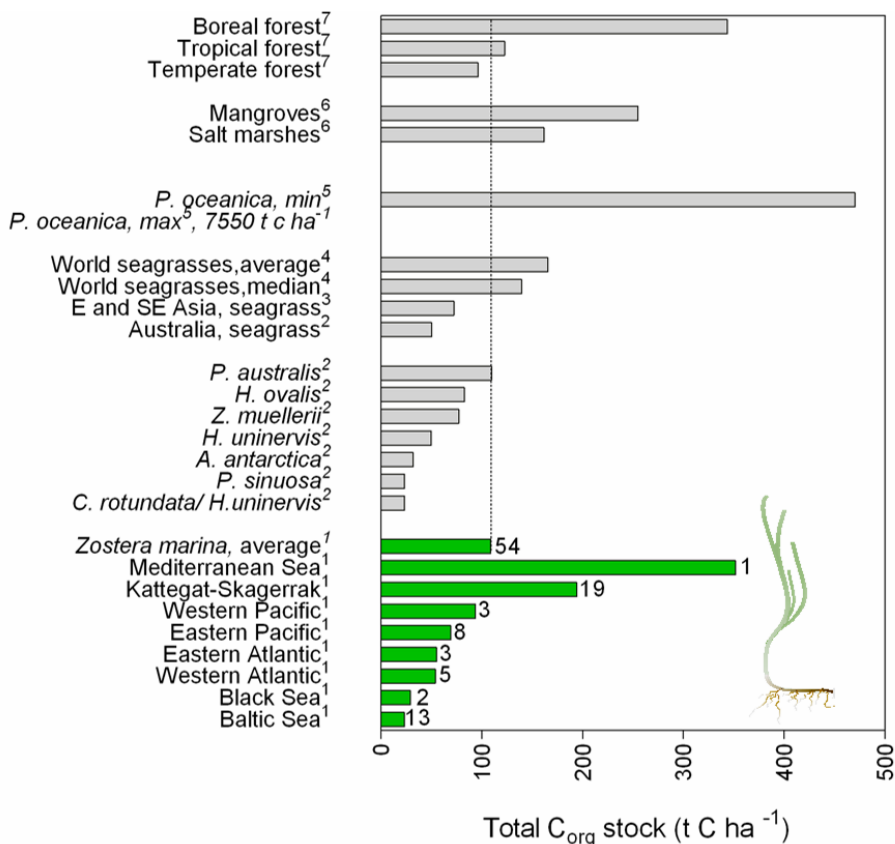 Boreal forest⁷
Tropical forest⁷
Temperate forest⁷
Mangroves⁶
Salt marshes⁶
P. oceanica, min⁵
P. oceanica, max⁵, 7550 t c ha⁻¹
World seagrasses,average⁴
World seagrasses,median⁴
E and SE Asia, seagrass³
Australia, seagrass²
P. australis²
H. ovalis²
Z. muellerii²
H. uninervis²
A. antarctica²
P. sinuosa²
C. rotundata/ H.uninervis²
Zostera marina, average¹ 54
Mediterranean Sea¹ 1
Kattegat-Skagerrak¹ 19
Western Pacific¹ 3
Eastern Pacific¹ 8
Eastern Atlantic¹ 3
Western Atlantic¹ 5
Black Sea¹ 2
Baltic Sea¹ 13
0 100 200 300 400 500
Total Corg stock (t C ha ⁻¹)